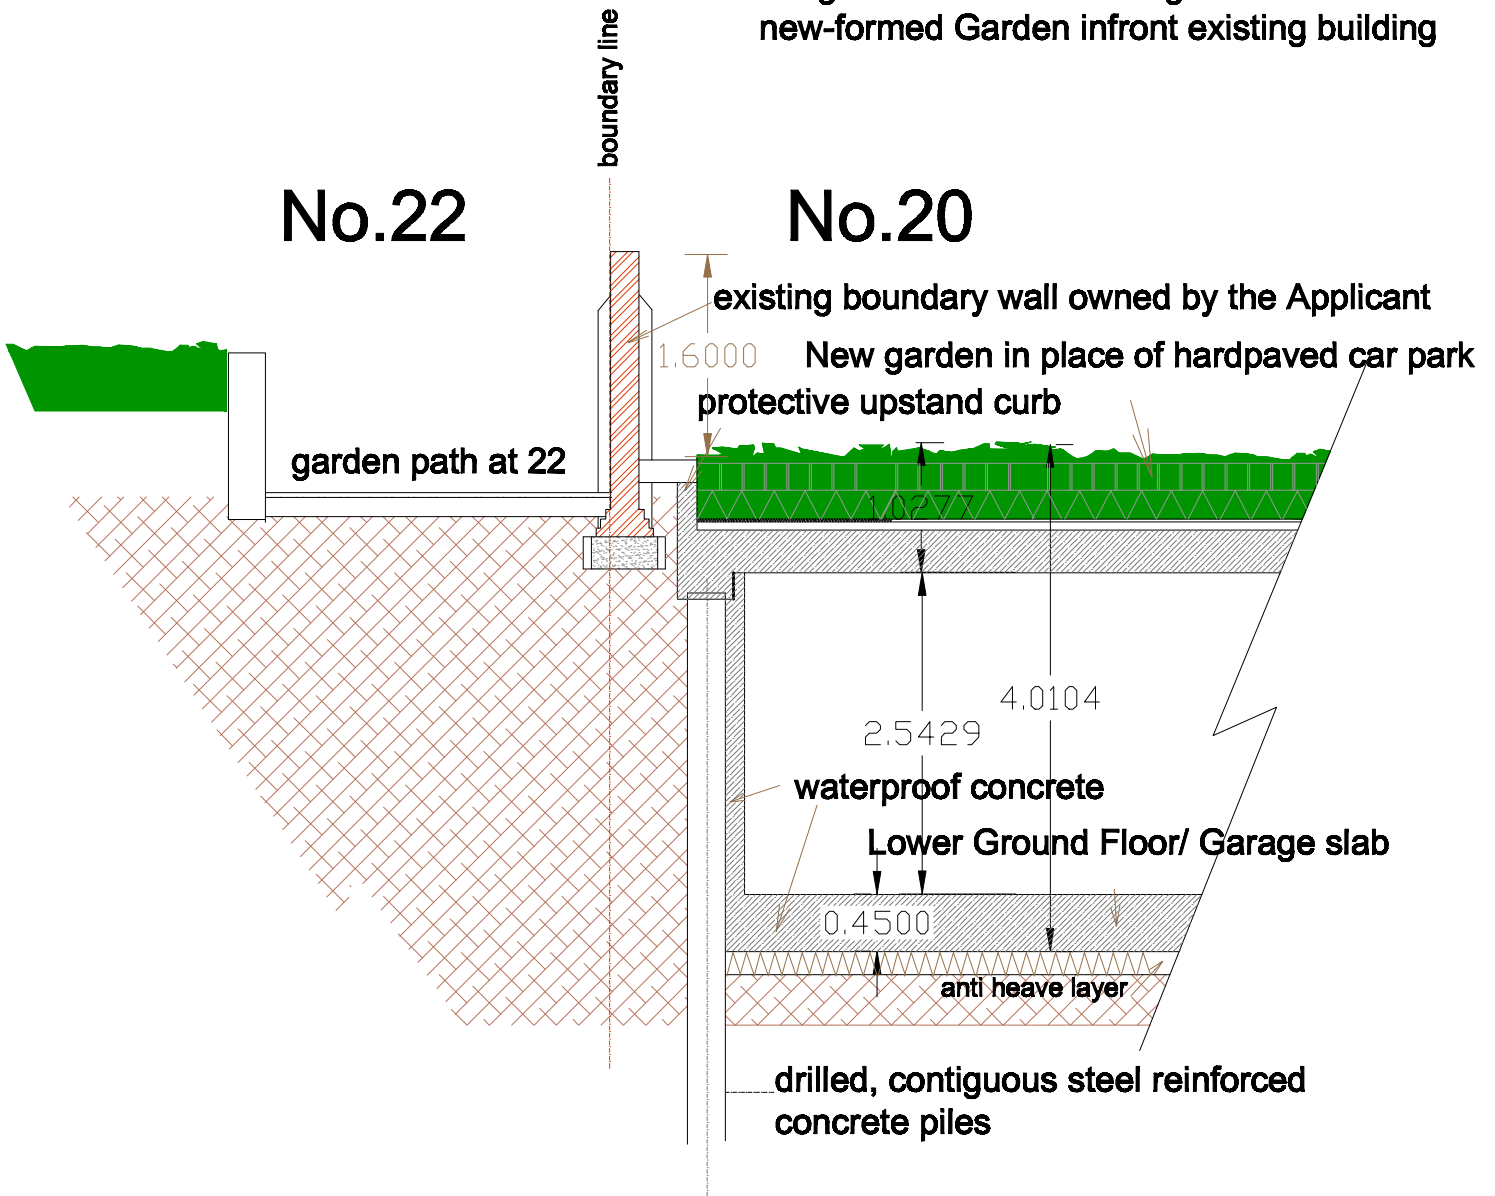 new-formed Garden infront existing building
boundary line
No.22
No.20
existing boundary wall owned by the Applicant
1.6000
New garden in place of hardpaved car park
protective upstand curb
garden path at 22
1.0277
4.0104
2.5429
waterproof concrete
Lower Ground Floor/ Garage slab
0.4500
anti heave layer
drilled, contiguous steel reinforced
concrete piles